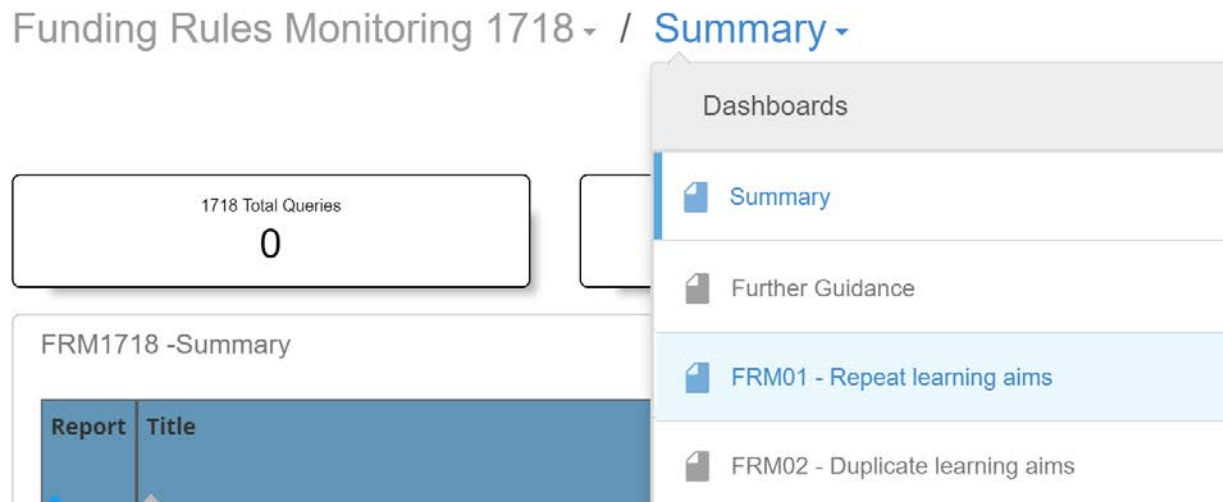 Funding Rules Monitoring 1718 / Summary
Dashboards
Summary
Further Guidance
FRM01 - Repeat learning aims
FRM02 - Duplicate learning aims
1718 Total Queries
0
FRM1718 -Summary
Report Title